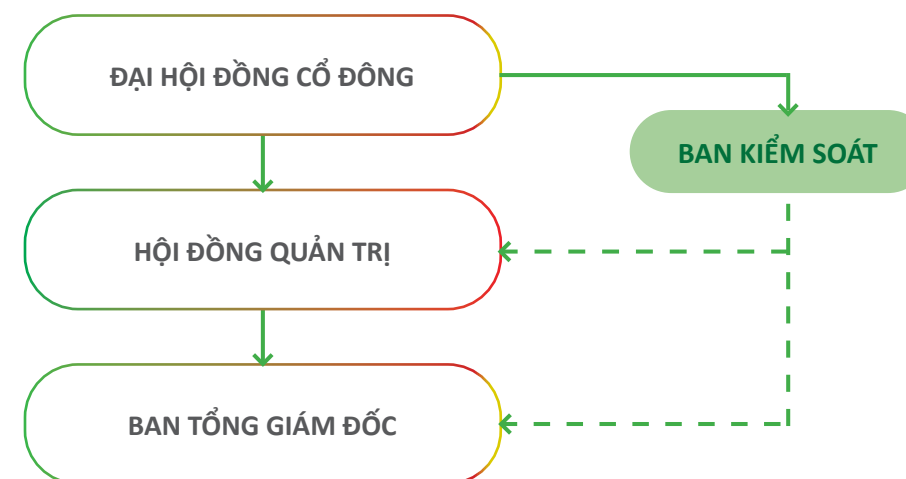 ĐẠI HỘI ĐỒNG CỔ ĐÔNG
BAN KIỂM SOÁT
HỘI ĐỒNG QUẢN TRỊ
BAN TỔNG GIÁM ĐỐC